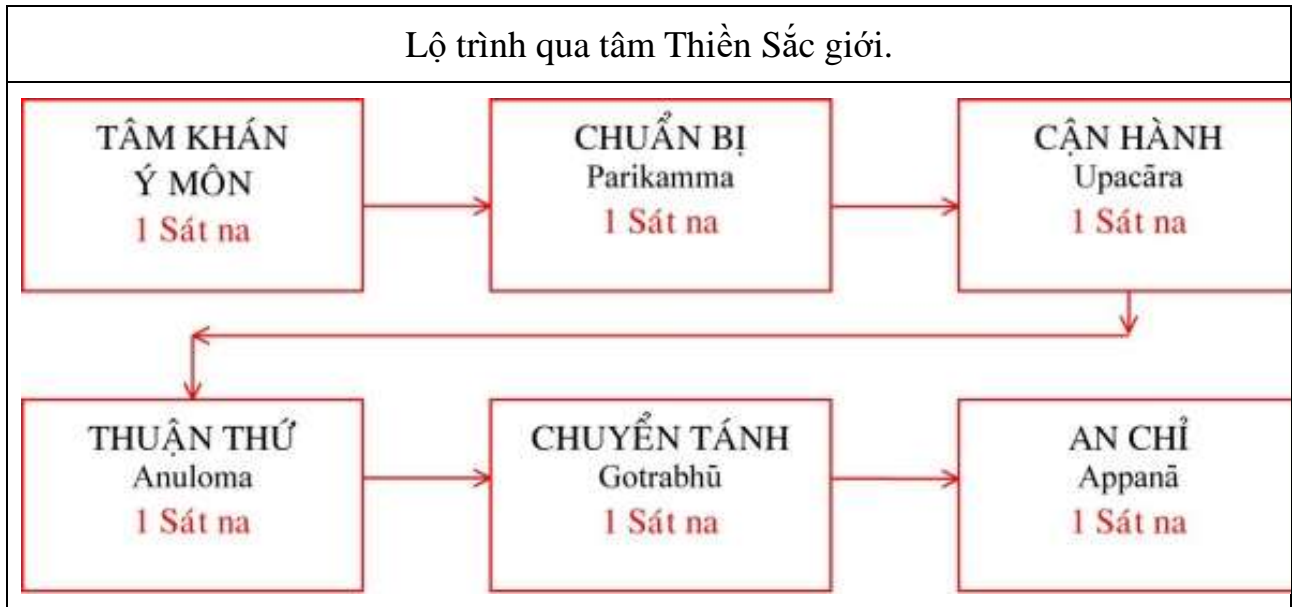 Lộ trình qua tâm Thiền Sắc giới.
TÂM KHÁN
Ý MÔN
1 Sát na
CHUẨN BỊ
Parikamma
1 Sát na
CẬN HÀNH
Upacāra
1 Sát na
THUẬN THỨ
Anuloma
1 Sát na
CHUYỂN TÁNH
Gotrabhū
1 Sát na
AN CHỈ
Appanā
1 Sát na